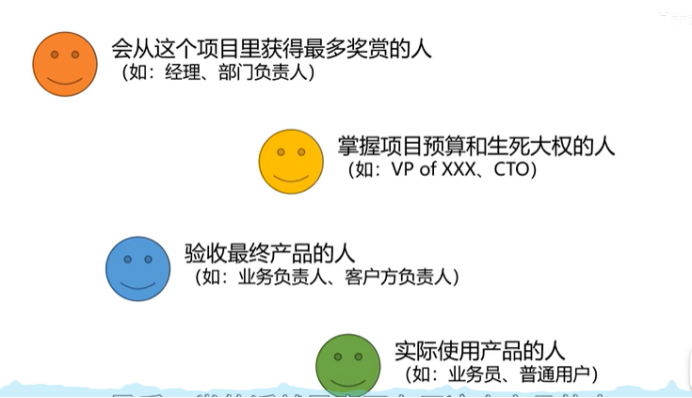 会从这个项目里获得最多奖赏的人
（如：经理、部门负责人）
掌握项目预算和生死大权的人
（如：VP of XXX、CTO）
验收最终产品的人
（如：业务负责人、客户方负责人）
实际使用产品的人
（如：业务员、普通用户）